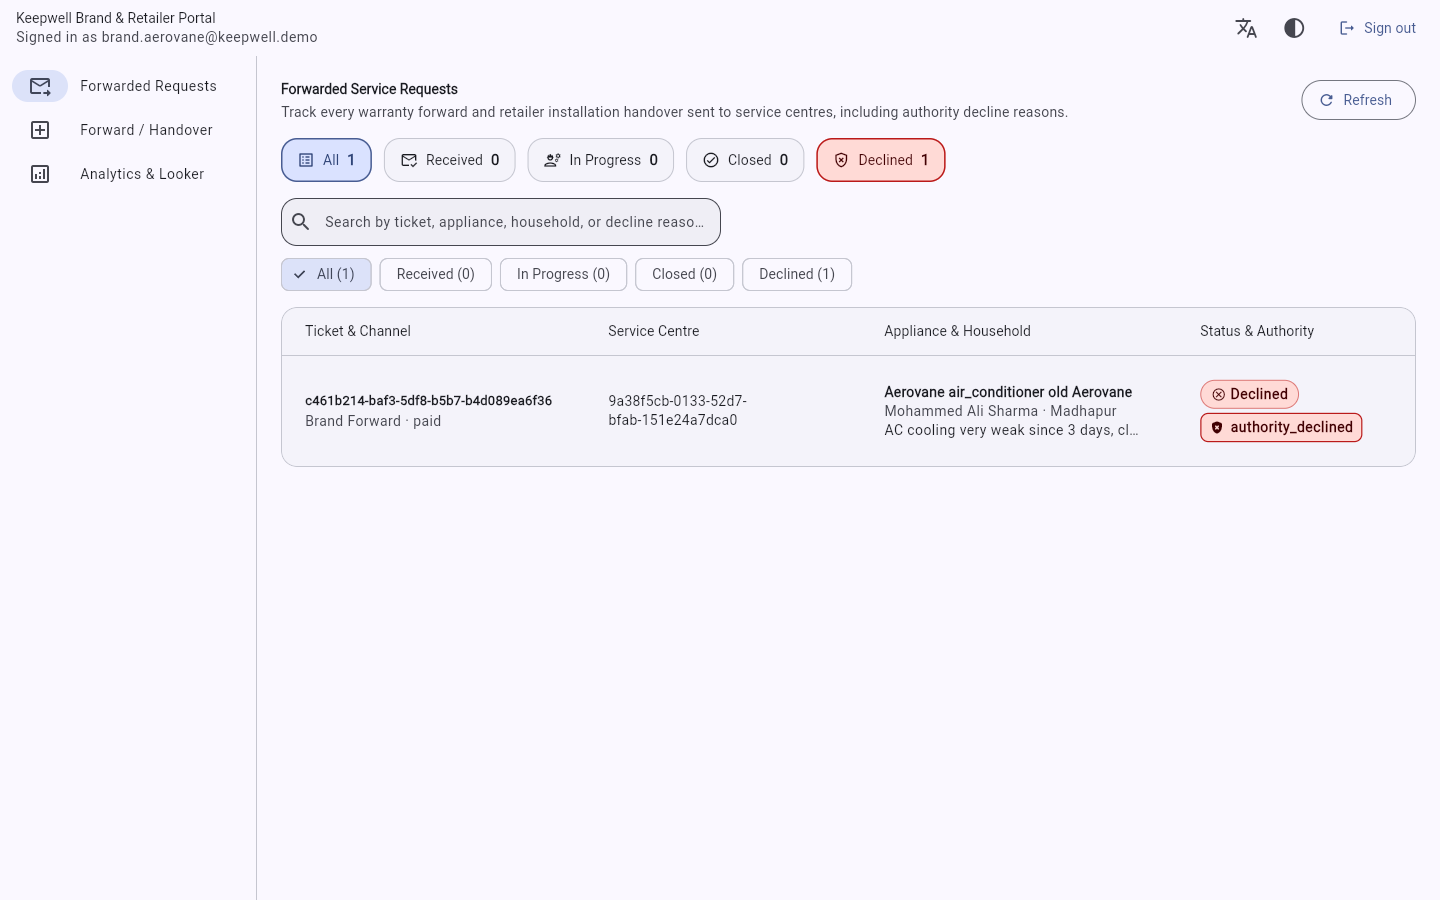 Keepwell Brand & Retailer Portal
Signed in as brand.aerovane@keepwell.demo
Sign out
Forwarded Requests
Forward / Handover
Analytics & Looker
Forwarded Service Requests
Track every warranty forward and retailer installation handover sent to service centres, including authority decline reasons.
Refresh
All 1
Received 0
In Progress 0
Closed 0
Declined 1
Search by ticket, appliance, household, or decline reaso…
All (1)
Received (0)
In Progress (0)
Closed (0)
Declined (1)
Ticket & Channel
Service Centre
Appliance & Household
Status & Authority
c461b214-baf3-5df8-b5b7-b4d089ea6f36
Brand Forward · paid
9a38f5cb-0133-52d7-
bfab-151e24a7dca0
Aerovane air_conditioner old Aerovane
Mohammed Ali Sharma · Madhapur
AC cooling very weak since 3 days, cl…
Declined
authority_declined